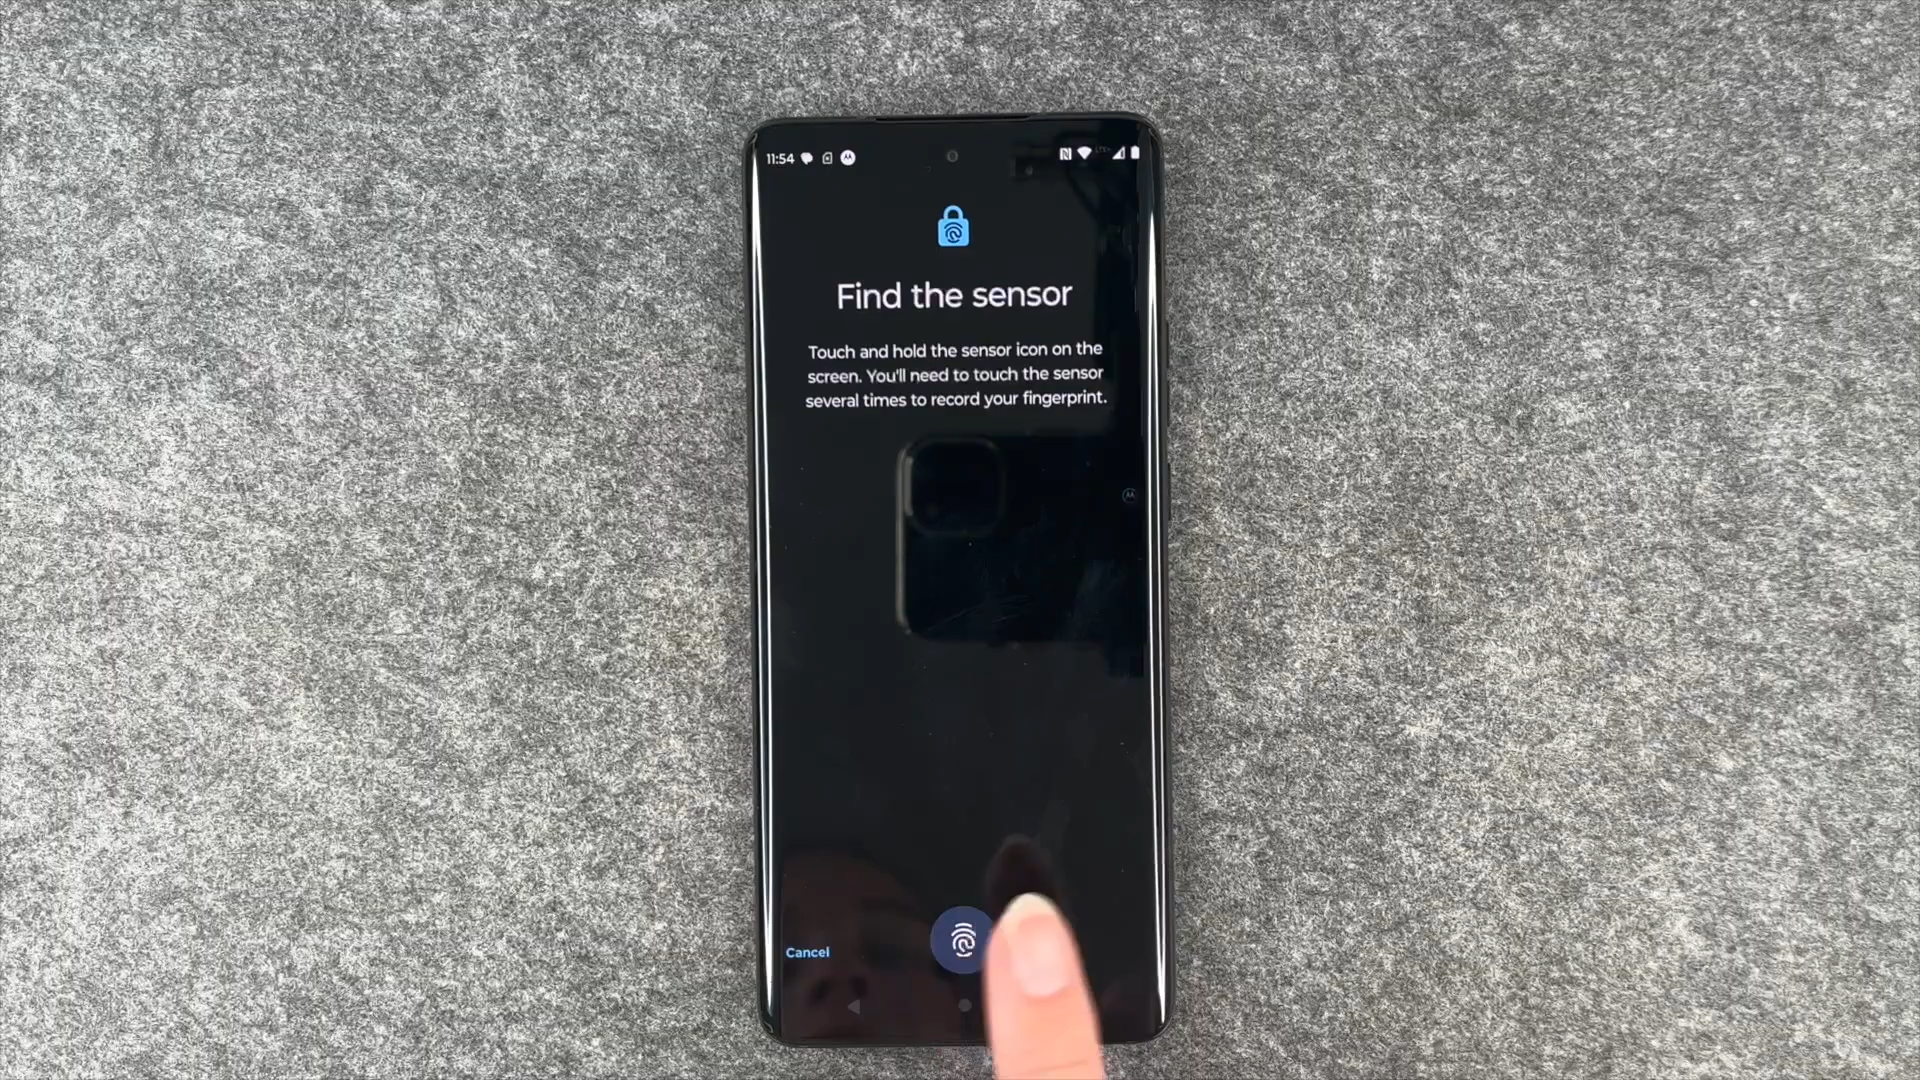 11:54
LTE+
Find the sensor
Touch and hold the sensor icon on the
screen. You'll need to touch the sensor
several times to record your fingerprint.
Cancel